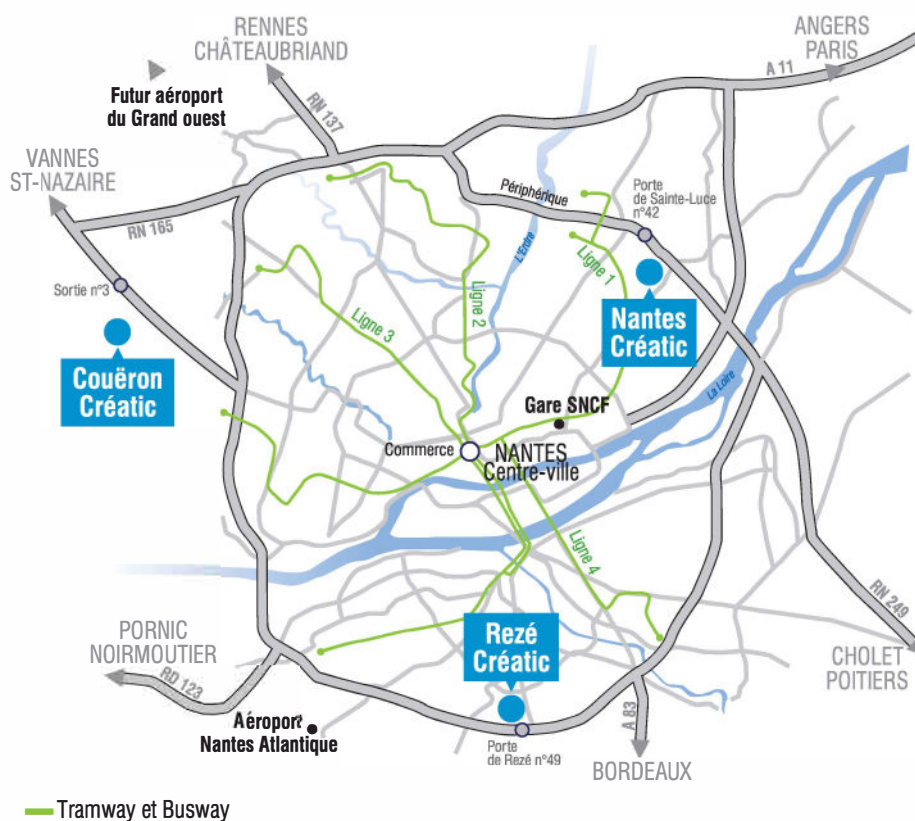 RENNES
CHÂTEAUBRIAND
ANGERS
PARIS
A 11
Futur aéroport
du Grand ouest
RN 137
VANNES
ST-NAZAIRE
Périphérique
Porte
de Sainte-Luce
n°42
RN 165
L'Erdre
Ligne 1
Sortie n°3
Ligne 2
Ligne 3
Nantes
Créatic
Couëron
Créatic
La Loire
Gare SNCF
Commerce
NANTES
Centre-ville
Ligne 4
RN 249
PORNIC
NOIRMOUTIER
Rezé
Créatic
CHOLET
POITIERS
RD 123
A 83
Aéroport
Nantes Atlantique
Porte
de Rezé n°49
BORDEAUX
Tramway et Busway